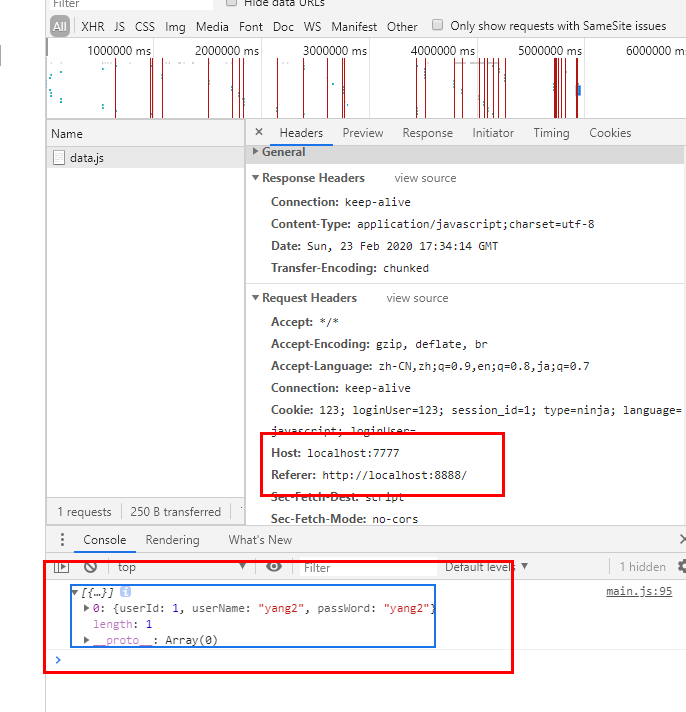 Filter Hide data URLs
All XHR JS CSS Img Media Font Doc WS Manifest Other Only show requests with SameSite issues
1000000 ms 2000000 ms 3000000 ms 4000000 ms 5000000 ms 6000000 ms
Name × Headers Preview Response Initiator Timing Cookies
data.js
General
Response Headers view source
Connection: keep-alive
Content-Type: application/javascript;charset=utf-8
Date: Sun, 23 Feb 2020 17:34:14 GMT
Transfer-Encoding: chunked
Request Headers view source
Accept: */*
Accept-Encoding: gzip, deflate, br
Accept-Language: zh-CN,zh;q=0.9,en;q=0.8,ja;q=0.7
Connection: keep-alive
Cookie: 123; loginUser=123; session_id=1; type=ninja; language=
javascript; loginUser=
Host: localhost:7777
Referer: http://localhost:8888/
Sec-Fetch-Dest: script
Sec-Fetch-Mode: no-cors
1 requests 250 B transferred
Console Rendering What's New ×
top Filter Default levels ▼ 1 hidden
[{…}] i main.js:95
0: {userId: 1, userName: "yang2", passWord: "yang2"}
length: 1
__proto__: Array(0)
>